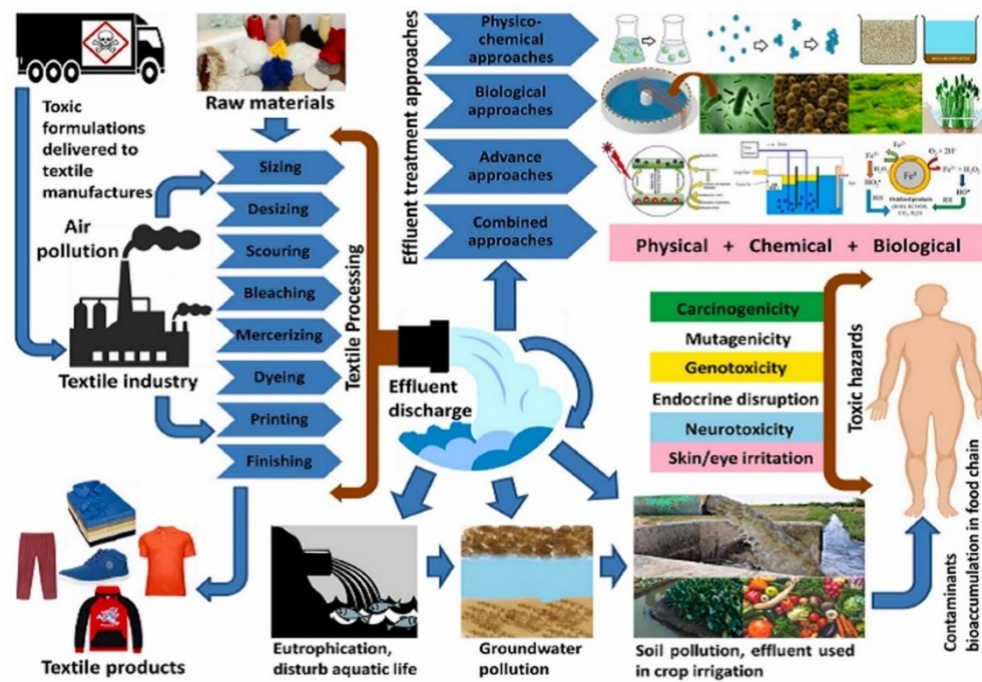 Toxic
formulations
delivered to
textile
manufactures
Air
pollution
Textile industry
Raw materials
Sizing
Desizing
Scouring
Bleaching
Mercerizing
Dyeing
Printing
Finishing
Textile Processing
Textile products
Effluent treatment approaches
Physico-
chemical
approaches
Biological
approaches
Advance
approaches
Combined
approaches
Physical + Chemical + Biological
Effluent
discharge
Carcinogenicity
Mutagenicity
Genotoxicity
Endocrine disruption
Neurotoxicity
Skin/eye irritation
Toxic hazards
Contaminants
bioaccumulation in food chain
Eutrophication,
disturb aquatic life
Groundwater
pollution
Soil pollution, effluent used
in crop irrigation